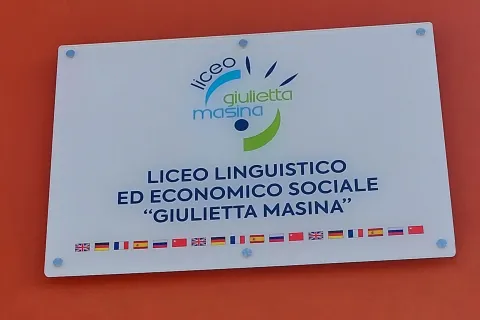 liceo
giulietta
masina
LICEO LINGUISTICO
ED ECONOMICO SOCIALE
“GIULIETTA MASINA”